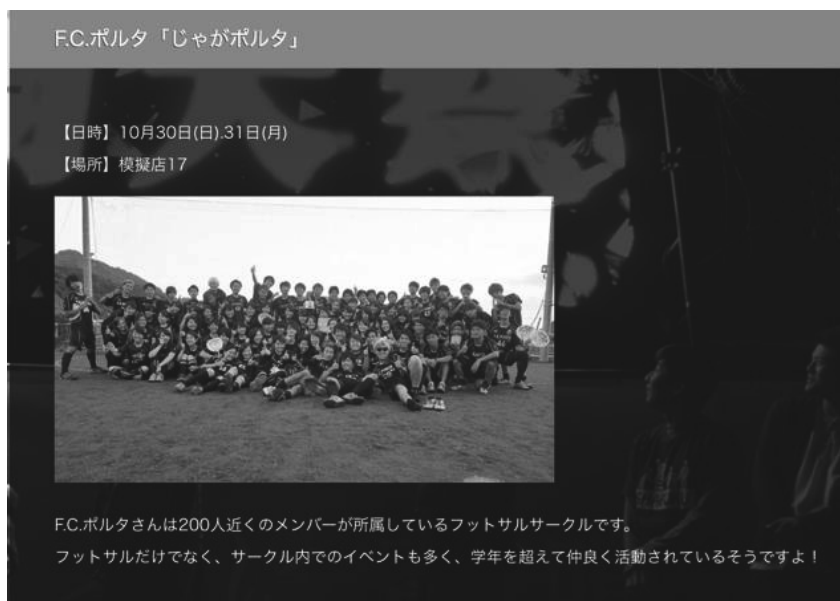 F.C.ポルタ「じゃがポルタ」
【日時】10月30日(日).31日(月)
【場所】模擬店17
F.C.ポルタさんは200人近くのメンバーが所属しているフットサルサークルです。
フットサルだけでなく、サークル内でのイベントも多く、学年を超えて仲良く活動されているそうですよ！